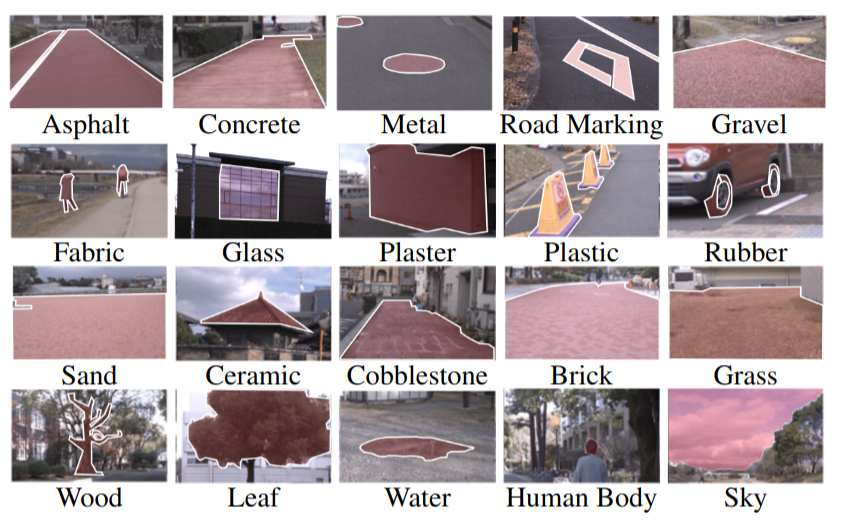 Asphalt
Concrete
Metal
Road Marking
Gravel
Fabric
Glass
Plaster
Plastic
Rubber
Sand
Ceramic
Cobblestone
Brick
Grass
Wood
Leaf
Water
Human Body
Sky